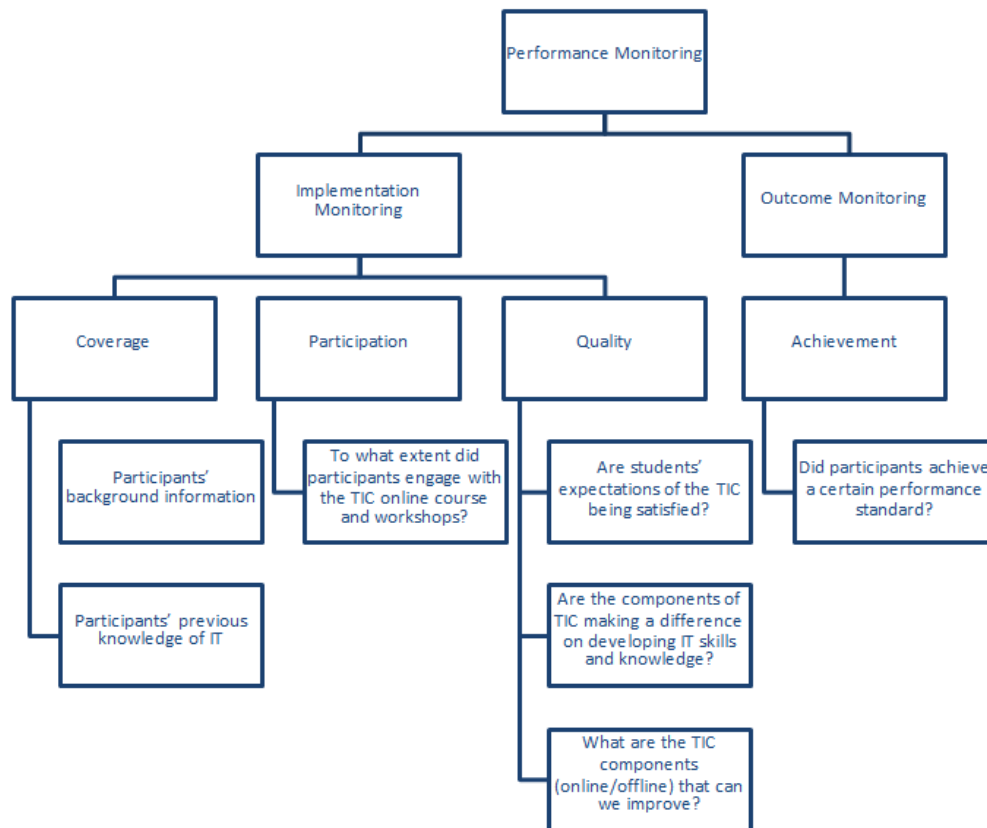 Performance Monitoring
Implementation
Monitoring
Outcome Monitoring
Coverage
Participation
Quality
Achievement
Participants’
background information
To what extent did
participants engage with
the TIC online course
and workshops?
Are students’
expectations of the TIC
being satisfied?
Did participants achieve
a certain performance
standard?
Participants’ previous
knowledge of IT
Are the components of
TIC making a difference
on developing IT skills
and knowledge?
What are the TIC
components
(online/offline) that can
we improve?